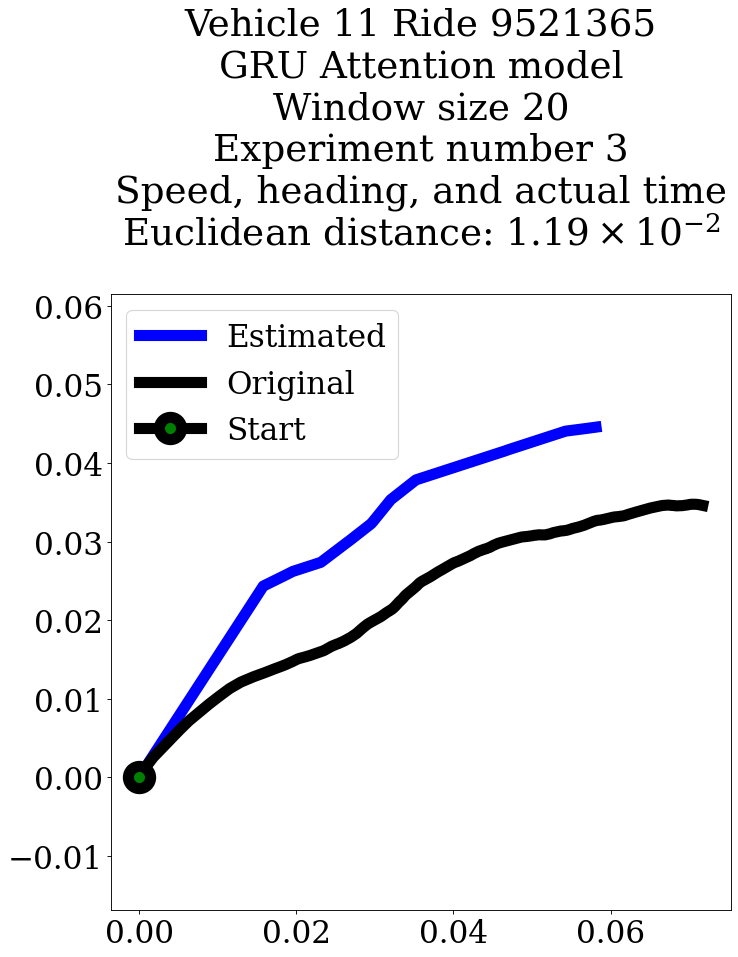 Vehicle 11 Ride 9521365
GRU Attention model
Window size 20
Experiment number 3
Speed, heading, and actual time
Euclidean distance: 1.19 × 10⁻²
0.06
0.05
0.04
0.03
0.02
0.01
0.00
−0.01
Estimated
Original
Start
0.00 0.02 0.04 0.06